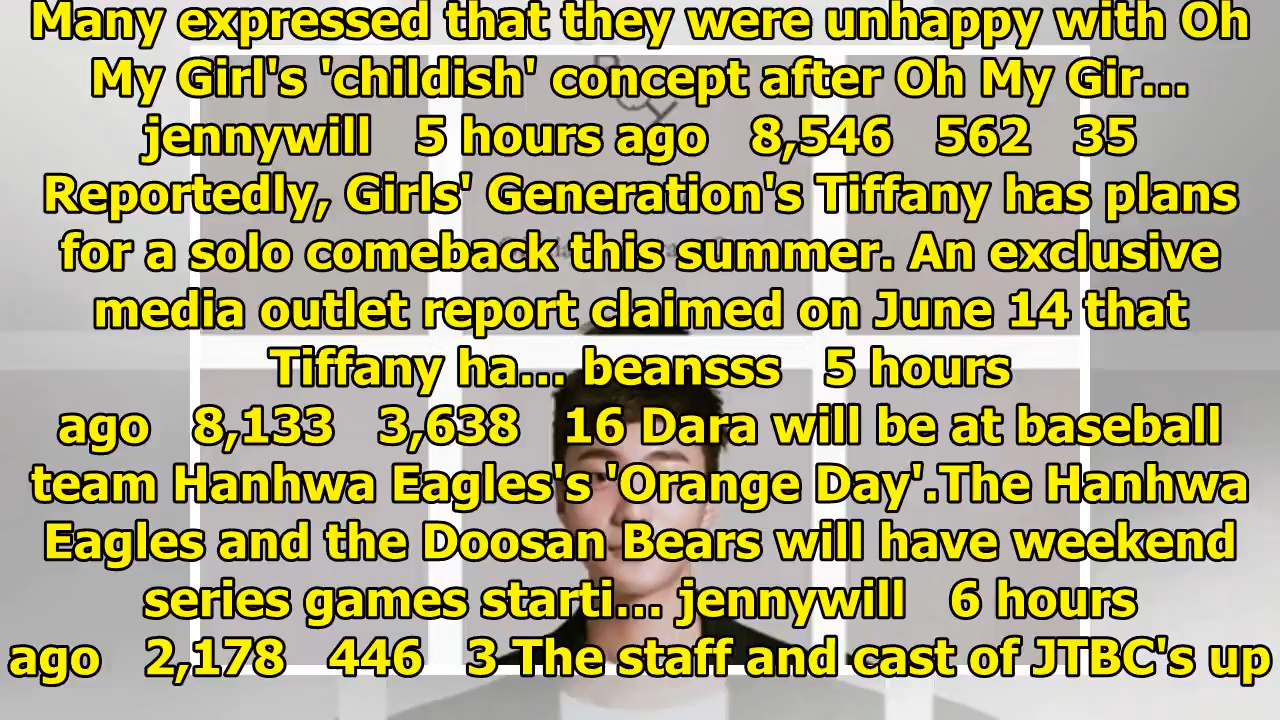 Many expressed that they were unhappy with Oh
My Girl's 'childish' concept after Oh My Gir...
jennywill 5 hours ago 8,546 562 35
Reportedly, Girls' Generation's Tiffany has plans
for a solo comeback this summer. An exclusive
media outlet report claimed on June 14 that
Tiffany ha... beansss 5 hours
ago 8,133 3,638 16 Dara will be at baseball
team Hanhwa Eagles's 'Orange Day'.The Hanhwa
Eagles and the Doosan Bears will have weekend
series games starti... jennywill 6 hours
ago 2,178 446 3 The staff and cast of JTBC's up